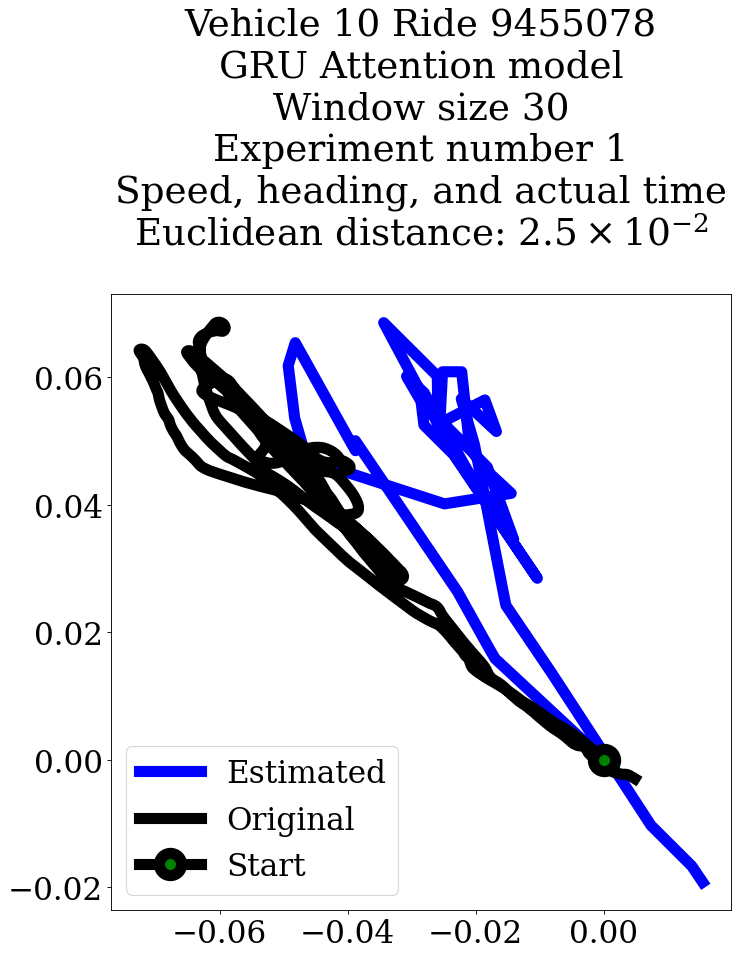 Vehicle 10 Ride 9455078
GRU Attention model
Window size 30
Experiment number 1
Speed, heading, and actual time
Euclidean distance: 2.5 × 10⁻²
0.06
0.04
0.02
0.00
−0.02
Estimated
Original
Start
−0.06 −0.04 −0.02 0.00